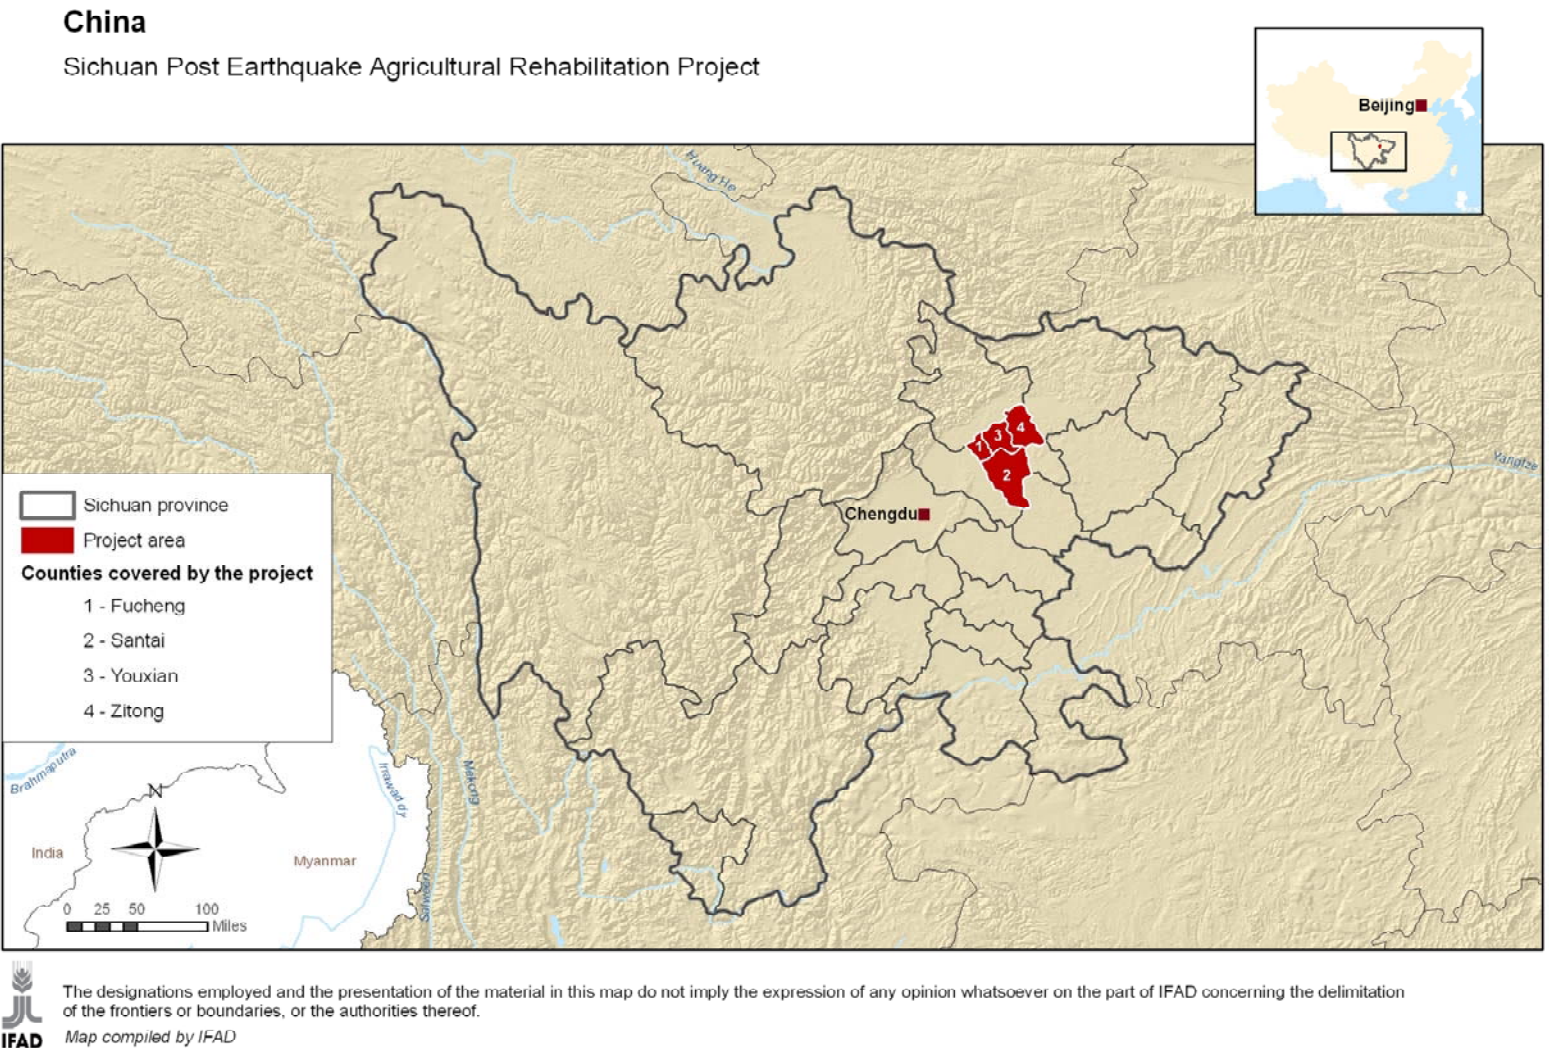 China
Sichuan Post Earthquake Agricultural Rehabilitation Project
Beijing
Huang He
Yangtze
4
3
1
2
Chengdu
Sichuan province
Project area
Counties covered by the project
1 - Fucheng
2 - Santai
3 - Youxian
4 - Zitong
Brahmaputra
Irrawaddy
Mekong
N
India
Myanmar
Salween
0 25 50 100
Miles
The designations employed and the presentation of the material in this map do not imply the expression of any opinion whatsoever on the part of IFAD concerning the delimitation
of the frontiers or boundaries, or the authorities thereof.
IFAD
Map compiled by IFAD